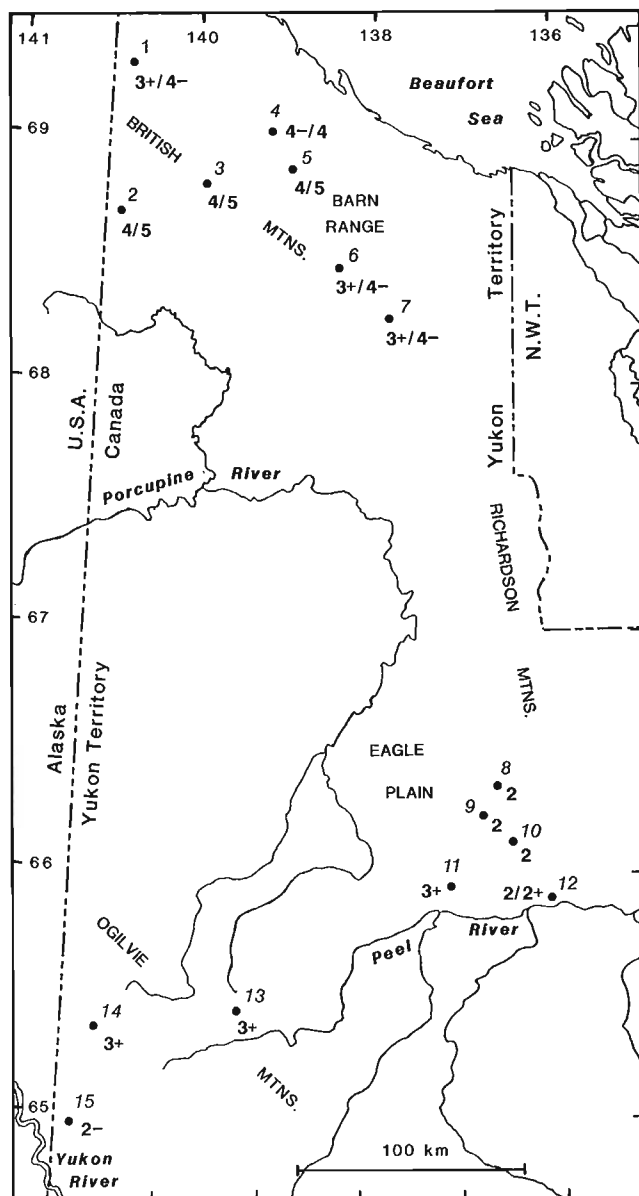 141
140
138
136
1
3+/4–
Beaufort
Sea
69
4
4–/4
BRITISH
3
4/5
5
4/5
2
4/5
BARN
RANGE
MTNS.
6
3+/4–
7
3+/4–
Territory
N.W.T.
68
U.S.A.
Canada
Yukon
Porcupine River
RICHARDSON
67
MTNS.
Alaska
Yukon Territory
EAGLE
PLAIN
8
2
9
2
10
2
66
11
3+
2/2+
12
Peel River
OGILVIE
13
3+
14
3+
MTNS.
65
15
2–
100 km
Yukon
River